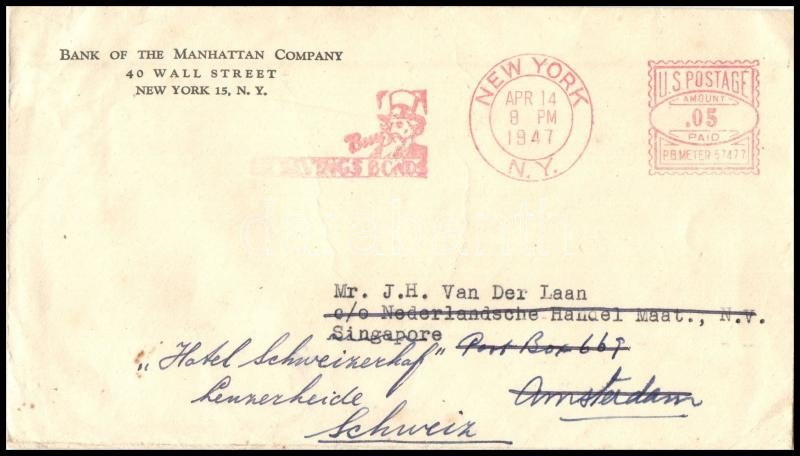 BANK OF THE MANHATTAN COMPANY
40 WALL STREET
NEW YORK 15, N. Y.
Buy
SAVINGS BONDS
NEW YORK
APR 14
8 PM
1947
N.Y.
U.S. POSTAGE
AMOUNT
.05
PAID
P.B. METER 57477
Mr. J.H. Van Der Laan
c/o Nederlandsche Handel Maat., N.V.
Singapore
Port Box 667
Amsterdam
„Hotel Schweizerhof"
Lenzerheide
Schweiz
darabanth